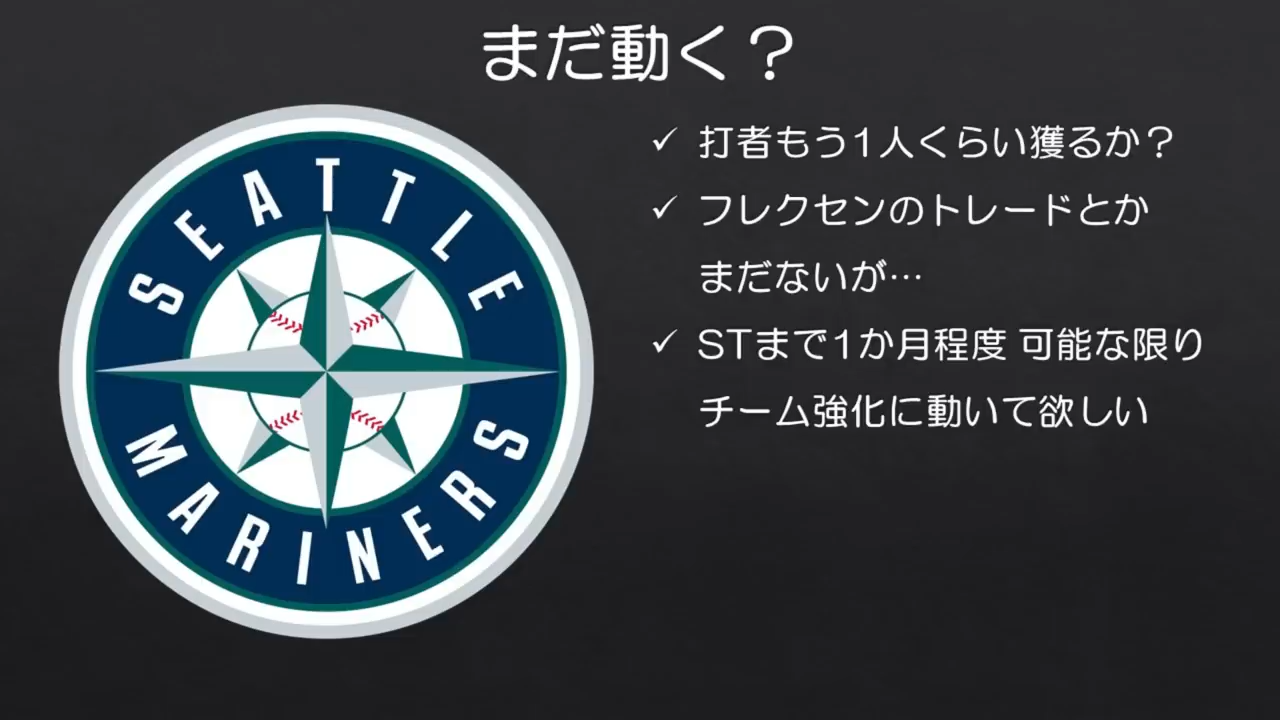 まだ動く？
SEATTLE
MARINERS
✓ 打者もう1人くらい獲るか？
✓ フレクセンのトレードとか
まだないが…
✓ STまで1か月程度 可能な限り
チーム強化に動いて欲しい